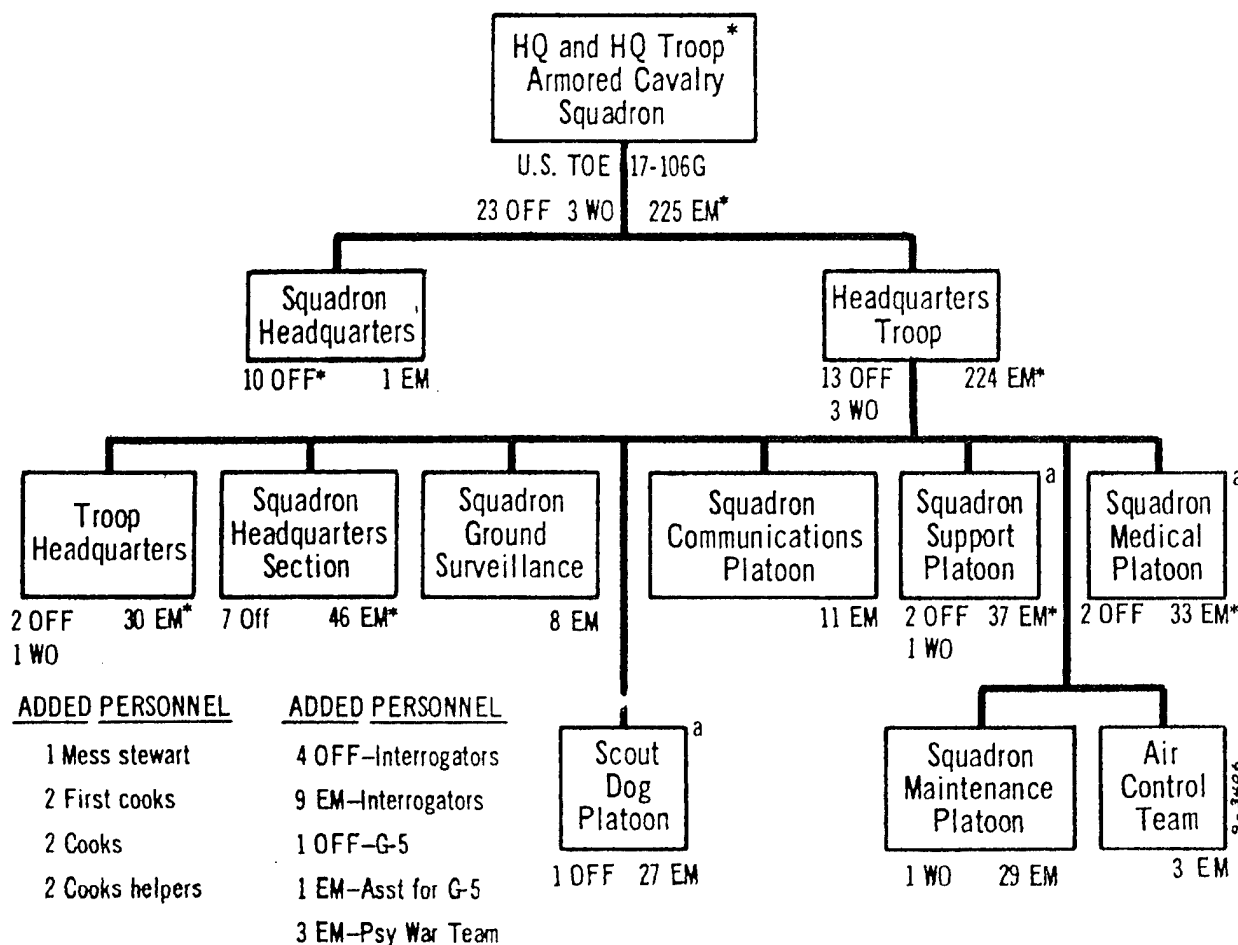 HQ and HQ Troop*
Armored Cavalry
Squadron
U.S. TOE 17-106G
23 OFF 3 WO 225 EM*
Squadron
Headquarters
10 OFF* 1 EM
Headquarters
Troop
13 OFF 224 EM*
3 WO
Troop
Headquarters
2 OFF 30 EM*
1 WO
Squadron
Headquarters
Section
7 Off 46 EM*
Squadron
Ground
Surveillance
8 EM
Squadron
Communications
Platoon
11 EM
a
Squadron
Support
Platoon
2 OFF 37 EM*
1 WO
a
Squadron
Medical
Platoon
2 OFF 33 EM*
a
Scout
Dog
Platoon
1 OFF 27 EM
Squadron
Maintenance
Platoon
1 WO 29 EM
Air
Control
Team
3 EM
ADDED PERSONNEL
1 Mess stewart
2 First cooks
2 Cooks
2 Cooks helpers
ADDED PERSONNEL
4 OFF–Interrogators
9 EM–Interrogators
1 OFF–G-5
1 EM–Asst for G-5
3 EM–Psy War Team